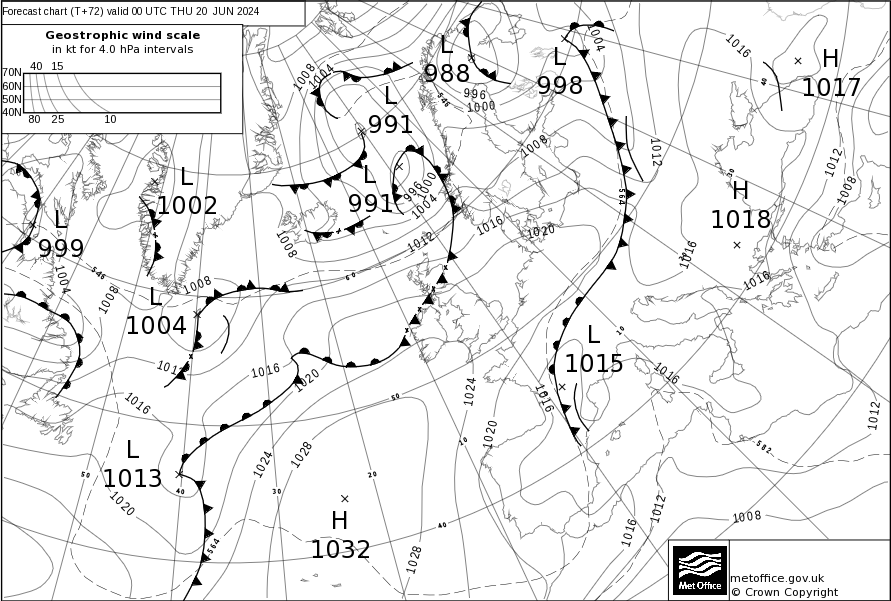 Forecast chart (T+72) valid 00 UTC THU 20 JUN 2024
Geostrophic wind scale
in kt for 4.0 hPa intervals
40 15
70N
60N
50N
40N
80 25 10
1008
1004
L
988
546
996
1000
L
998
1004
1016
H
1017
40
L
991
1008
1012
1012
1008
L
1002
L
991
996
1000
1004
564
30
H
1018
L
999
1008
1012
1016
1020
1016
1016
546
1004
1008
1008
60
L
1004
10
L
1015
1012
1016
1020
1016
1016
1016
50
1024
1020
1012
582
L
1013
50
40
1024
1028
30
20
10
1020
H
1032
564
40
1028
1016
1012
1008
Met Office
metoffice.gov.uk
© Crown Copyright